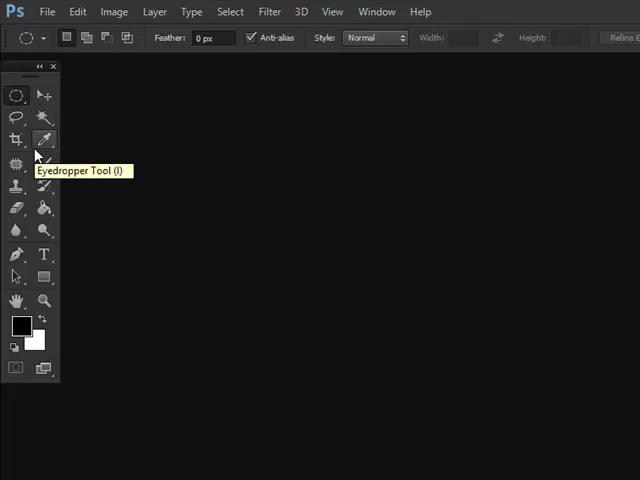 Ps File Edit Image Layer Type Select Filter 3D View Window Help
Feather: 0 px Anti-alias Style: Normal Width: Height: Refine E
Eyedropper Tool (I)
T